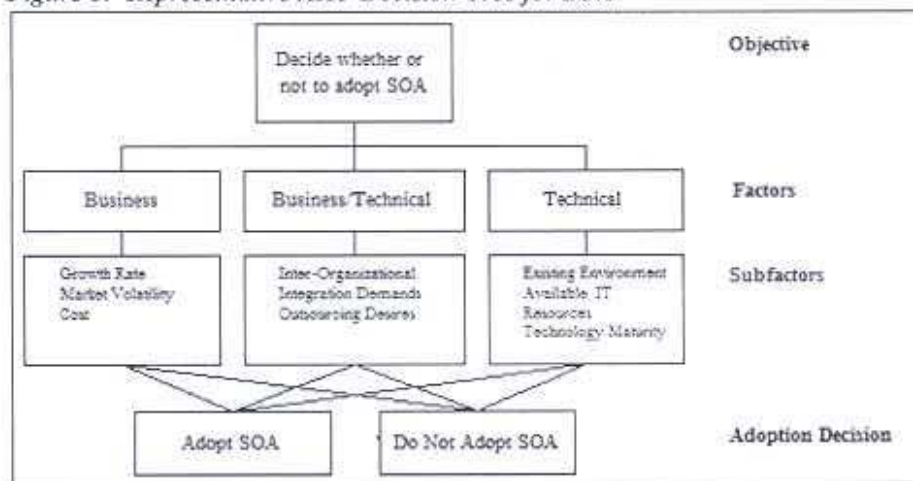 Decide whether or
not to adopt SOA
Objective
Business
Business/Technical
Technical
Factors
Growth Rate
Market Volatility
Cost
Inter-Organizational
Integration Demands
Outsourcing Desires
Existing Environment
Available IT
Resources
Technology Maturity
Subfactors
Adopt SOA
Do Not Adopt SOA
Adoption Decision